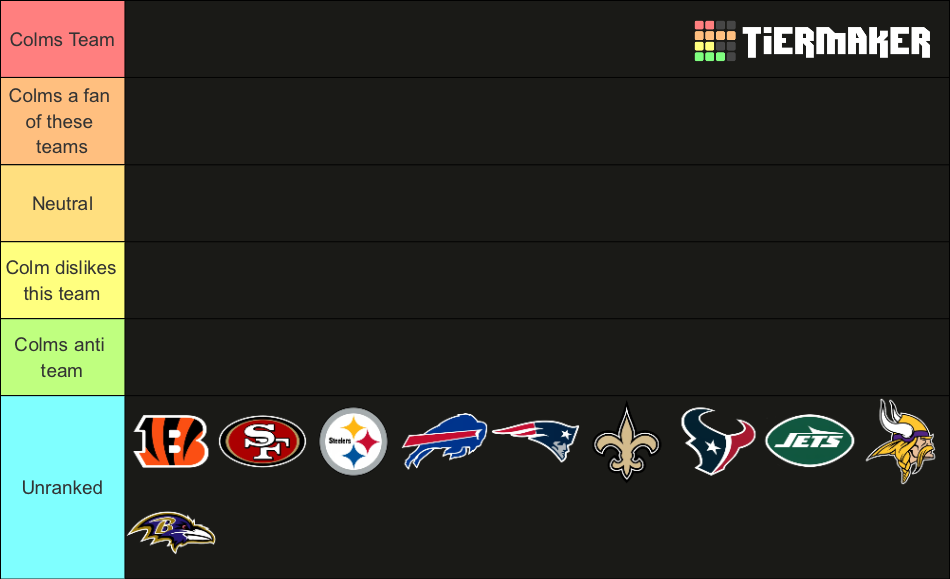 Colms Team
TiERMAKER
Colms a fan
of these
teams
Neutral
Colm dislikes
this team
Colms anti
team
Unranked
B
SF
Steelers
JETS
B